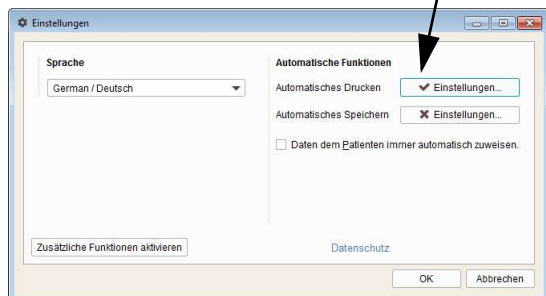 Einstellungen
Sprache
German / Deutsch
Automatische Funktionen
Automatisches Drucken Einstellungen...
Automatisches Speichern Einstellungen...
Daten dem Patienten immer automatisch zuweisen.
Zusätzliche Funktionen aktivieren
Datenschutz
OK Abbrechen